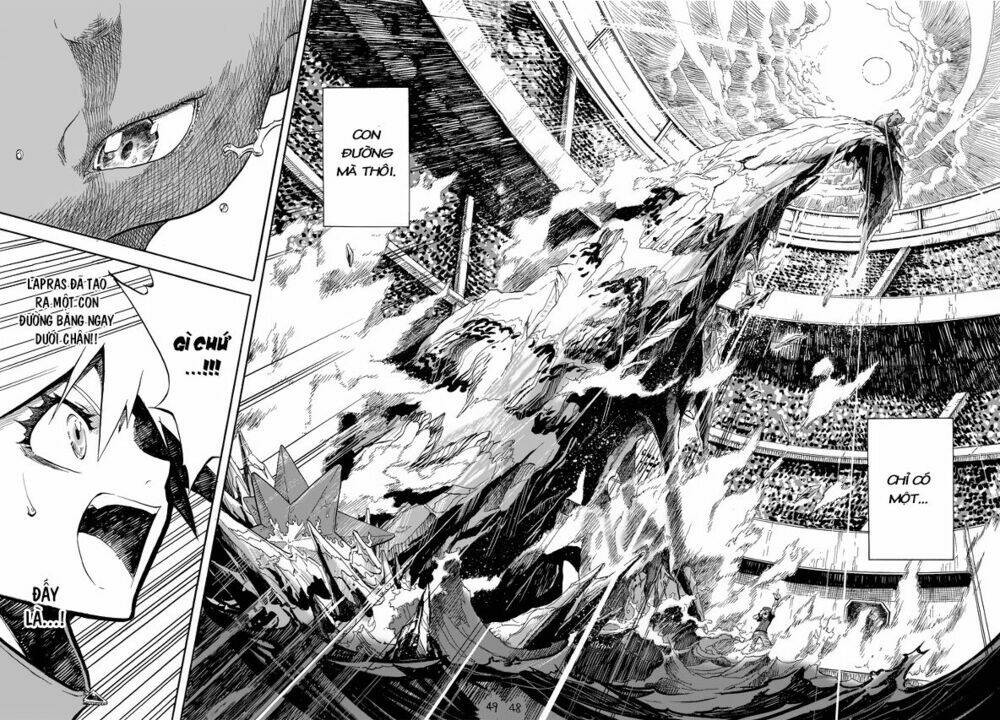 CHỈ CÓ
MỘT...
CON
ĐƯỜNG
MÀ THÔI.
GÌ CHỨ
...!!!
LAPRAS ĐÃ TẠO
RA MỘT CON
ĐƯỜNG BĂNG NGAY
DƯỚI CHÂN!!
ĐẤY
LÀ...!
49 48